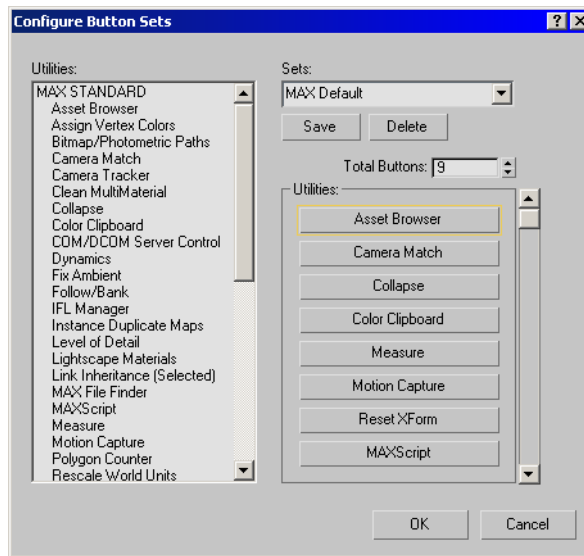 Configure Button Sets
Utilities:
MAX STANDARD
Asset Browser
Assign Vertex Colors
Bitmap/Photometric Paths
Camera Match
Camera Tracker
Clean MultiMaterial
Collapse
Color Clipboard
COM/DCOM Server Control
Dynamics
Fix Ambient
Follow/Bank
IFL Manager
Instance Duplicate Maps
Level of Detail
Lightscape Materials
Link Inheritance (Selected)
MAX File Finder
MAXScript
Measure
Motion Capture
Polygon Counter
Rescale World Units
Sets:
MAX Default
Save Delete
Total Buttons: 9
Utilities:
Asset Browser
Camera Match
Collapse
Color Clipboard
Measure
Motion Capture
Reset XForm
MAXScript
OK Cancel